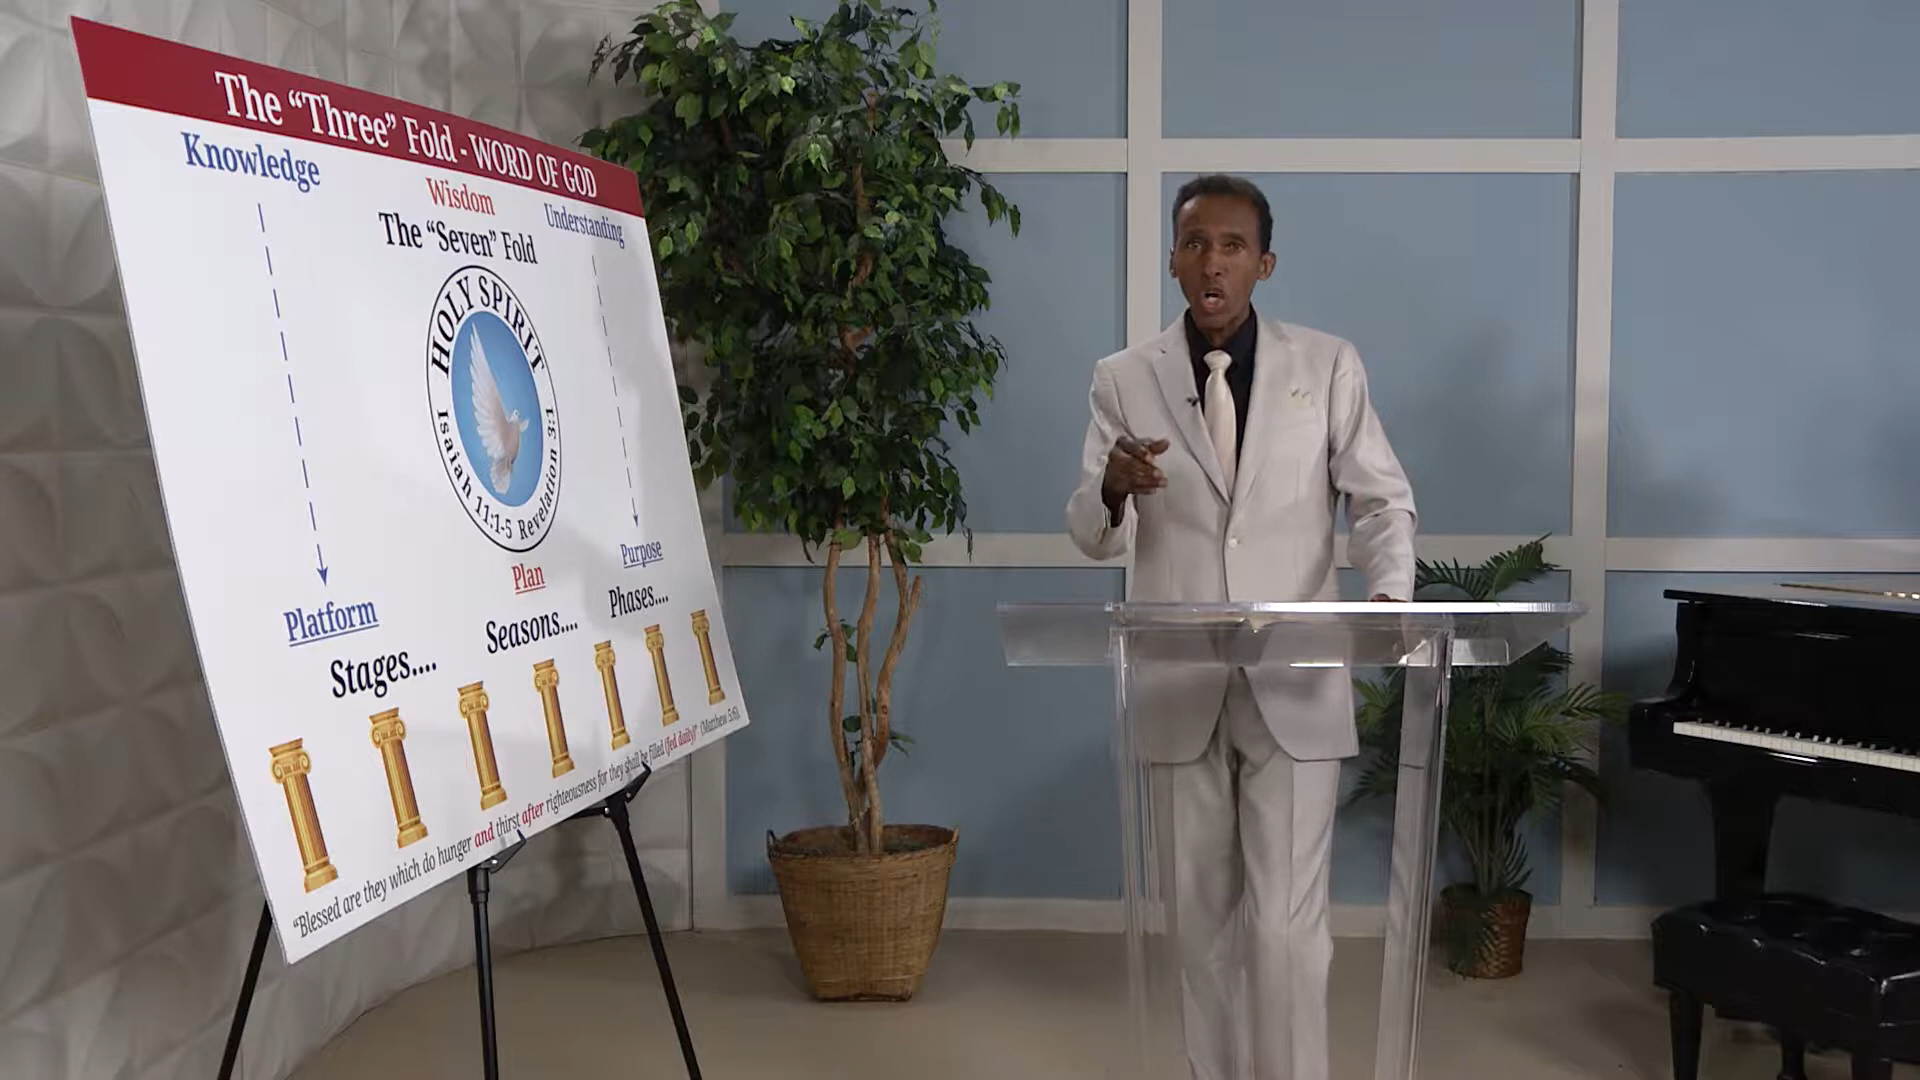 The “Three” Fold - WORD OF GOD
Knowledge
Wisdom
Understanding
The “Seven” Fold
HOLY SPIRIT
Isaiah 11:1-5 Revelation 3:1
Platform
Plan
Purpose
Stages....
Seasons....
Phases....
“Blessed are they which do hunger and thirst after righteousness for they shall be filled (fed daily)” (Matthew 5:6).